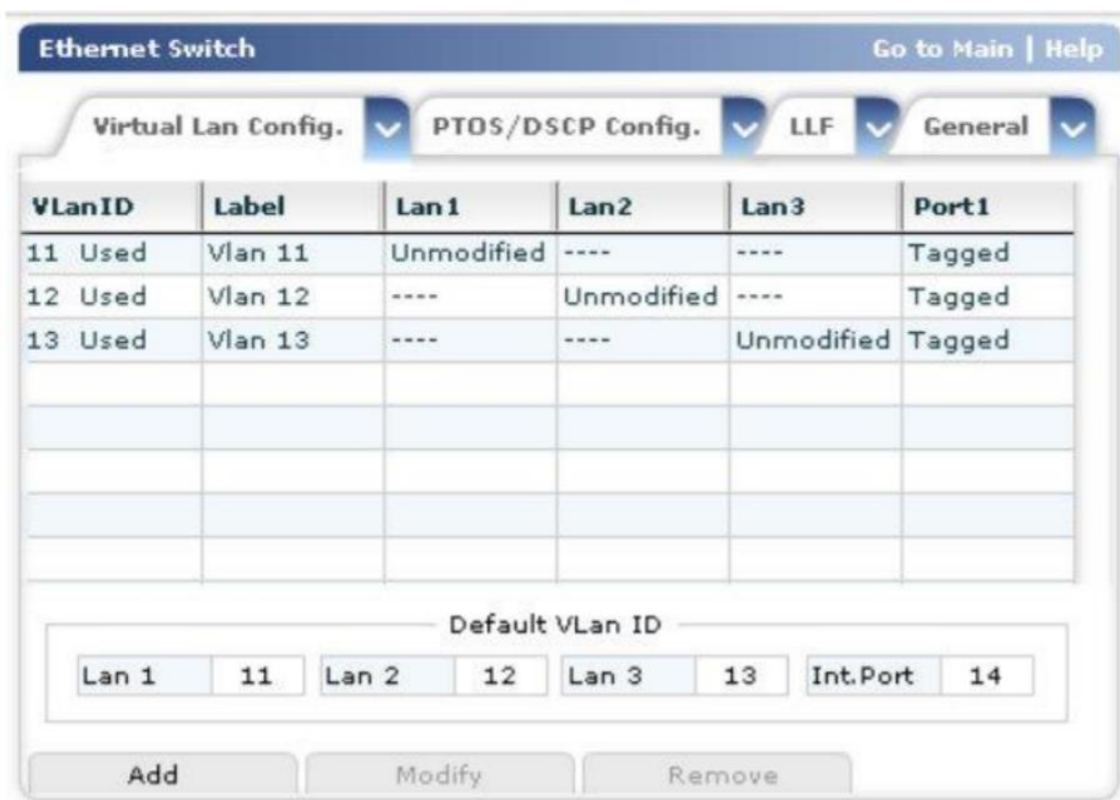 Ethernet Switch Go to Main | Help
Virtual Lan Config. PTOS/DSCP Config. LLF General
VLanID Label Lan1 Lan2 Lan3 Port1
11 Used Vlan 11 Unmodified ---- ---- Tagged
12 Used Vlan 12 ---- Unmodified ---- Tagged
13 Used Vlan 13 ---- ---- Unmodified Tagged
Default VLan ID
Lan 1 11 Lan 2 12 Lan 3 13 Int.Port 14
Add Modify Remove